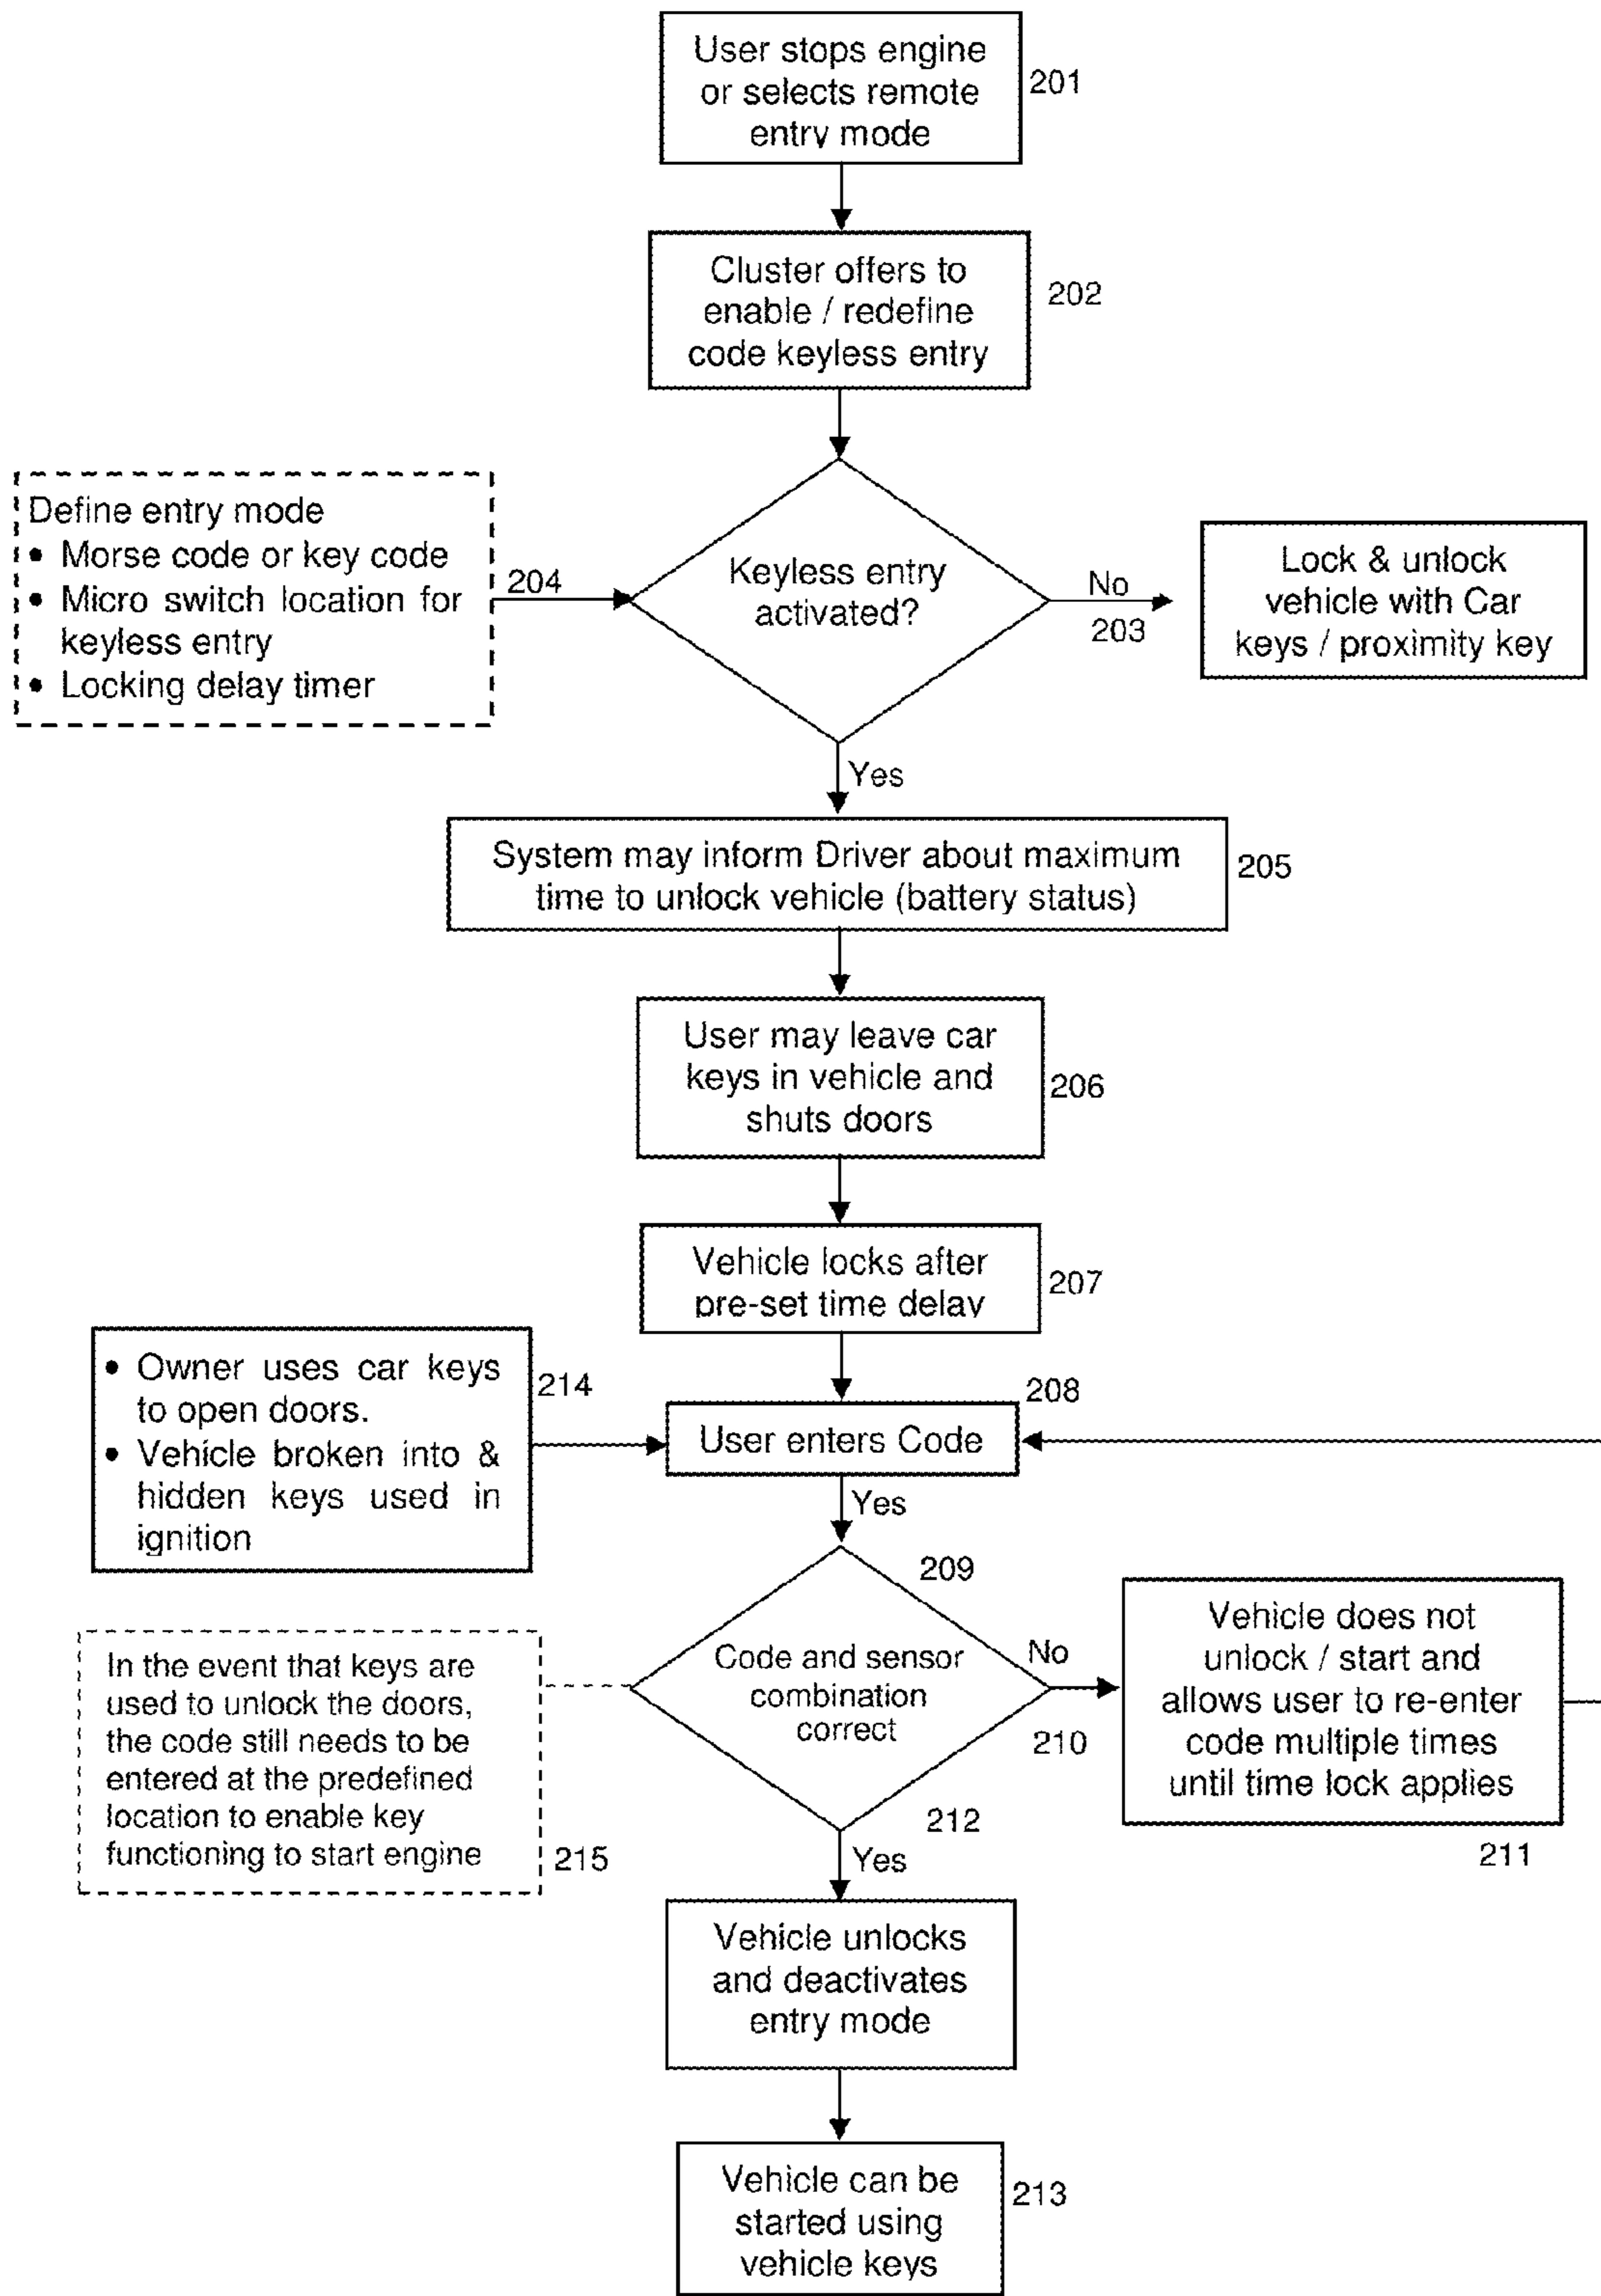 User stops engine
or selects remote
entry mode
201
Cluster offers to
enable / redefine
code keyless entry
202
Define entry mode
• Morse code or key code
• Micro switch location for
keyless entry
• Locking delay timer
204
Keyless entry
activated?
No
203
Lock & unlock
vehicle with Car
keys / proximity key
Yes
System may inform Driver about maximum
time to unlock vehicle (battery status)
205
User may leave car
keys in vehicle and
shuts doors
206
Vehicle locks after
pre-set time delay
207
• Owner uses car keys
to open doors.
• Vehicle broken into &
hidden keys used in
ignition
214
208
User enters Code
Yes
209
Code and sensor
combination
correct
No
210
Vehicle does not
unlock / start and
allows user to re-enter
code multiple times
until time lock applies
211
In the event that keys are
used to unlock the doors,
the code still needs to be
entered at the predefined
location to enable key
functioning to start engine
215
212
Yes
Vehicle unlocks
and deactivates
entry mode
Vehicle can be
started using
vehicle keys
213